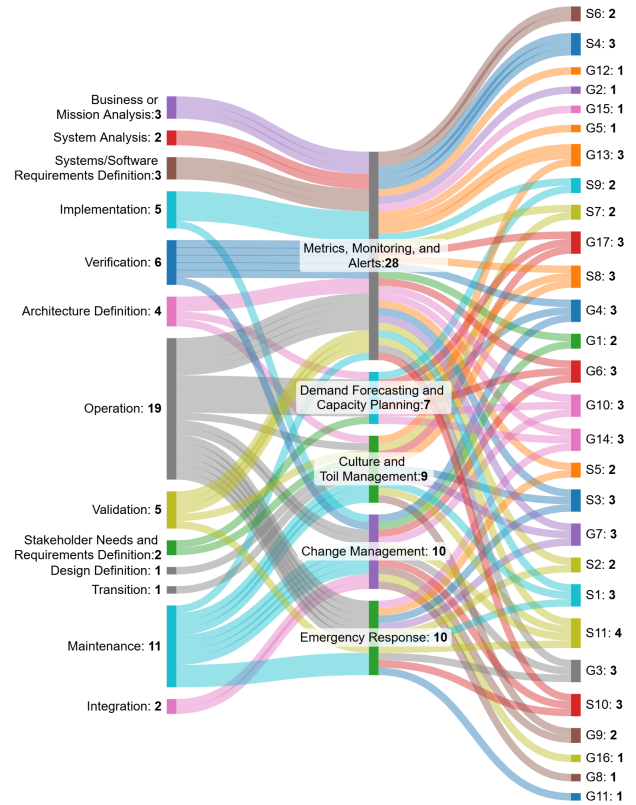 Business or
Mission Analysis:3
System Analysis: 2
Systems/Software
Requirements Definition:3
Implementation: 5
Verification: 6
Architecture Definition: 4
Operation: 19
Validation: 5
Stakeholder Needs and
Requirements Definition:2
Design Definition: 1
Transition: 1
Maintenance: 11
Integration: 2
Metrics, Monitoring, and
Alerts:28
Demand Forecasting and
Capacity Planning:7
Culture and
Toil Management:9
Change Management: 10
Emergency Response: 10
S6: 2
S4: 3
G12: 1
G2: 1
G15: 1
G5: 1
G13: 3
S9: 2
S7: 2
G17: 3
S8: 3
G4: 3
G1: 2
G6: 3
G10: 3
G14: 3
S5: 2
S3: 3
G7: 3
S2: 2
S1: 3
S11: 4
G3: 3
S10: 3
G9: 2
G16: 1
G8: 1
G11: 1